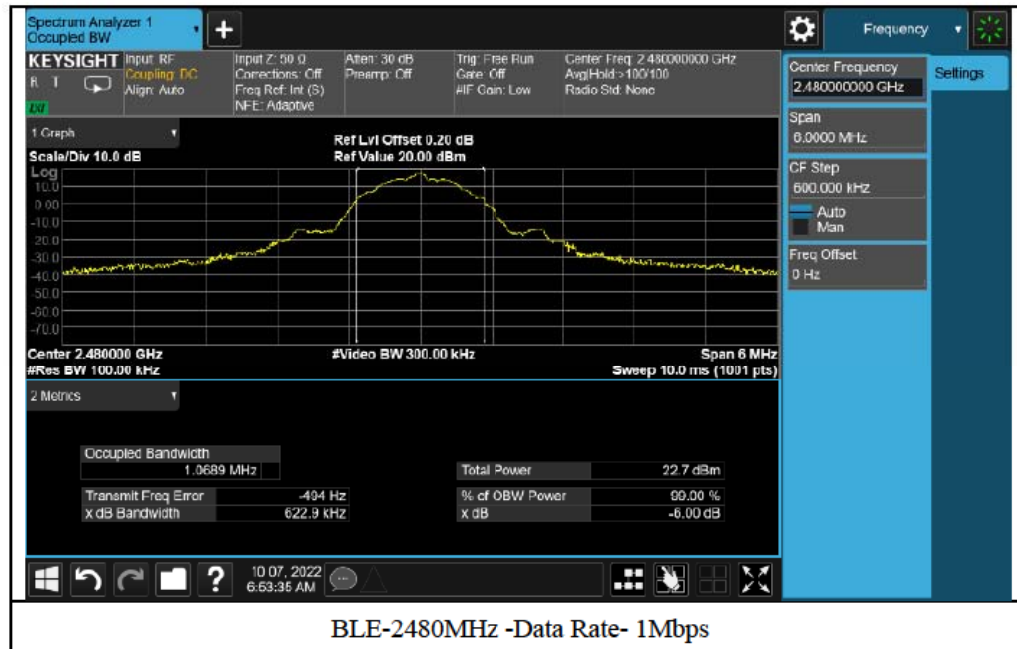 Spectrum Analyzer 1
Occupied BW
+
Frequency
KEYSIGHT
R T
Input: RF
Coupling: DC
Align: Auto
Input Z: 50 Ω
Corrections: Off
Freq Ref: Int (S)
NFE: Adaptive
Atten: 30 dB
Preamp: Off
Trig: Free Run
Gate: Off
#IF Gain: Low
Center Freq: 2.480000000 GHz
Avg|Hold:>100/100
Radio Std: None
Center Frequency
2.480000000 GHz
Settings
Span
6.0000 MHz
CF Step
600.000 kHz
Auto
Man
Freq Offset
0 Hz
1 Graph
Scale/Div 10.0 dB
Ref Lvl Offset 0.20 dB
Ref Value 20.00 dBm
Log
10.0
0.00
-10.0
-20.0
-30.0
-40.0
-50.0
-60.0
-70.0
Center 2.480000 GHz
#Video BW 300.00 kHz
Span 6 MHz
#Res BW 100.00 kHz
Sweep 10.0 ms (1001 pts)
2 Metrics
Occupied Bandwidth
1.0689 MHz
Total Power 22.7 dBm
Transmit Freq Error -494 Hz
% of OBW Power 99.00 %
x dB Bandwidth 622.9 kHz
x dB -6.00 dB
?
10 07, 2022
6:53:35 AM
BLE-2480MHz -Data Rate- 1Mbps